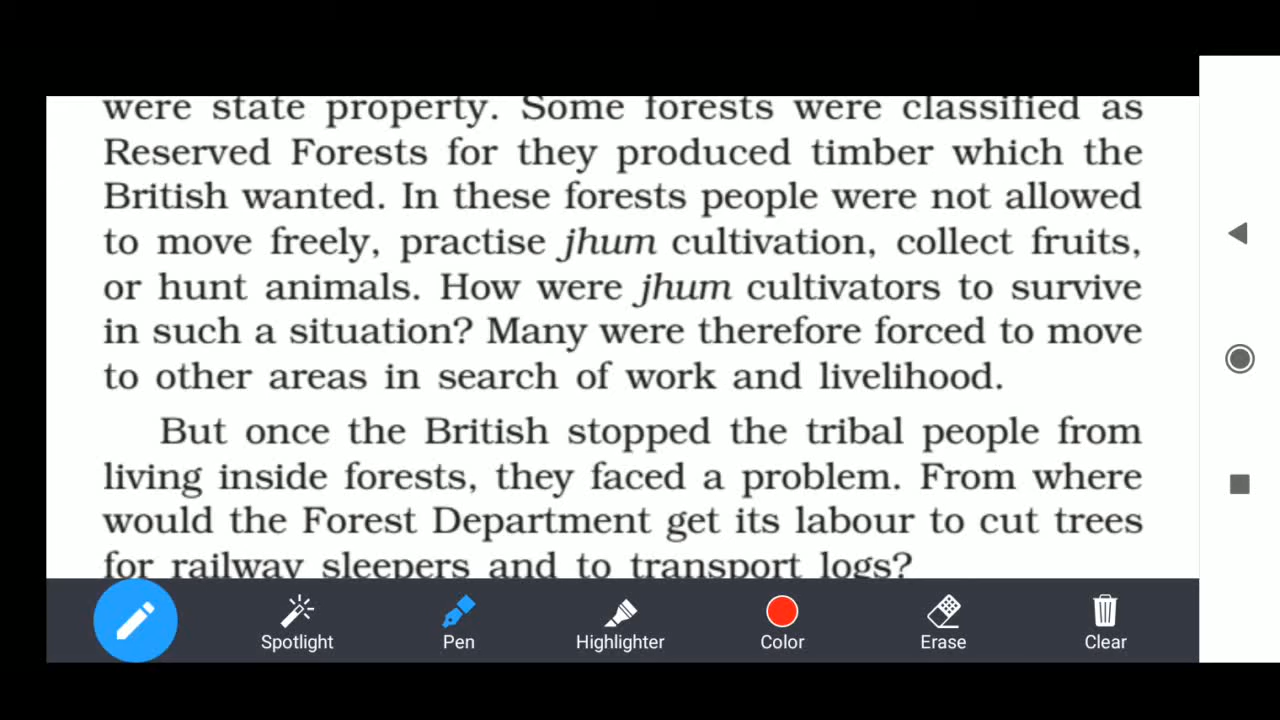 were state property. Some forests were classified as
Reserved Forests for they produced timber which the
British wanted. In these forests people were not allowed
to move freely, practise jhum cultivation, collect fruits,
or hunt animals. How were jhum cultivators to survive
in such a situation? Many were therefore forced to move
to other areas in search of work and livelihood.
But once the British stopped the tribal people from
living inside forests, they faced a problem. From where
would the Forest Department get its labour to cut trees
for railway sleepers and to transport logs?
Spotlight Pen Highlighter Color Erase Clear